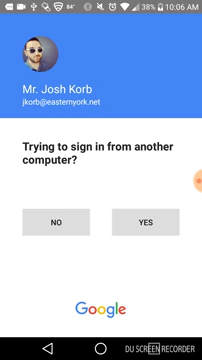 84°
38% 10:06 AM
Mr. Josh Korb
jkorb@easternyork.net
Trying to sign in from another
computer?
NO YES
Google
DU SCREEN RECORDER